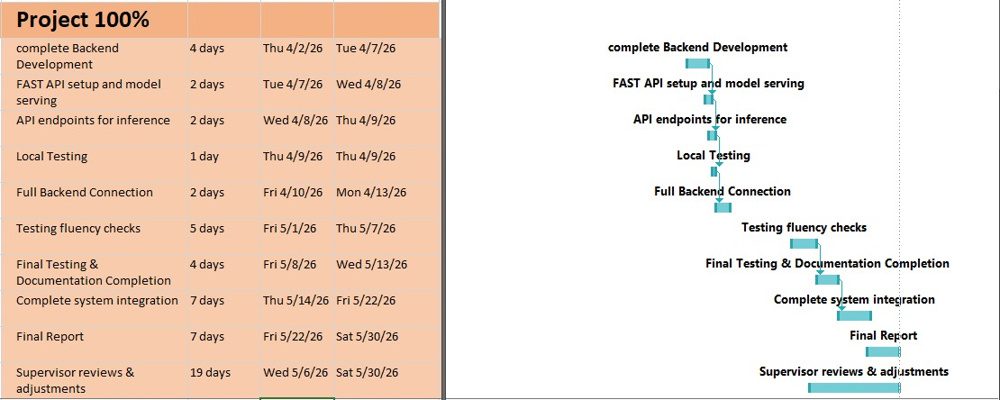 Project 100%
complete Backend Development 4 days Thu 4/2/26 Tue 4/7/26
FAST API setup and model serving 2 days Tue 4/7/26 Wed 4/8/26
API endpoints for inference 2 days Wed 4/8/26 Thu 4/9/26
Local Testing 1 day Thu 4/9/26 Thu 4/9/26
Full Backend Connection 2 days Fri 4/10/26 Mon 4/13/26
Testing fluency checks 5 days Fri 5/1/26 Thu 5/7/26
Final Testing & Documentation Completion 4 days Fri 5/8/26 Wed 5/13/26
Complete system integration 7 days Thu 5/14/26 Fri 5/22/26
Final Report 7 days Fri 5/22/26 Sat 5/30/26
Supervisor reviews & adjustments 19 days Wed 5/6/26 Sat 5/30/26
complete Backend Development
FAST API setup and model serving
API endpoints for inference
Local Testing
Full Backend Connection
Testing fluency checks
Final Testing & Documentation Completion
Complete system integration
Final Report
Supervisor reviews & adjustments